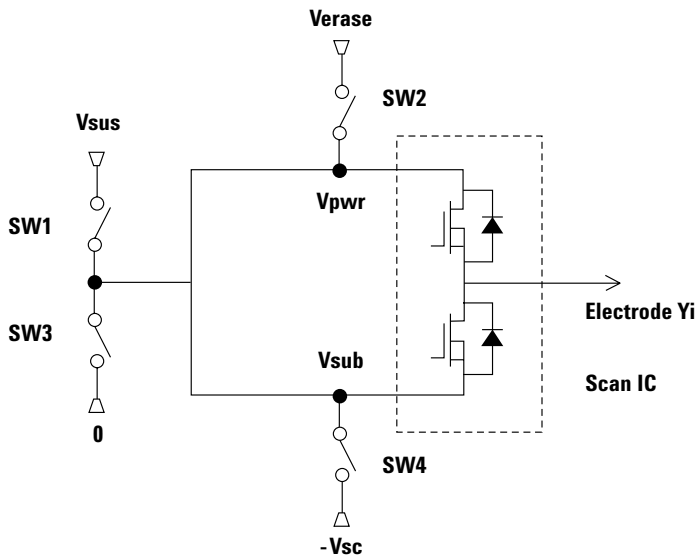 Verase
SW2
Vsus
Vpwr
SW1
Electrode Yi
SW3
Vsub
Scan IC
0
SW4
-Vsc